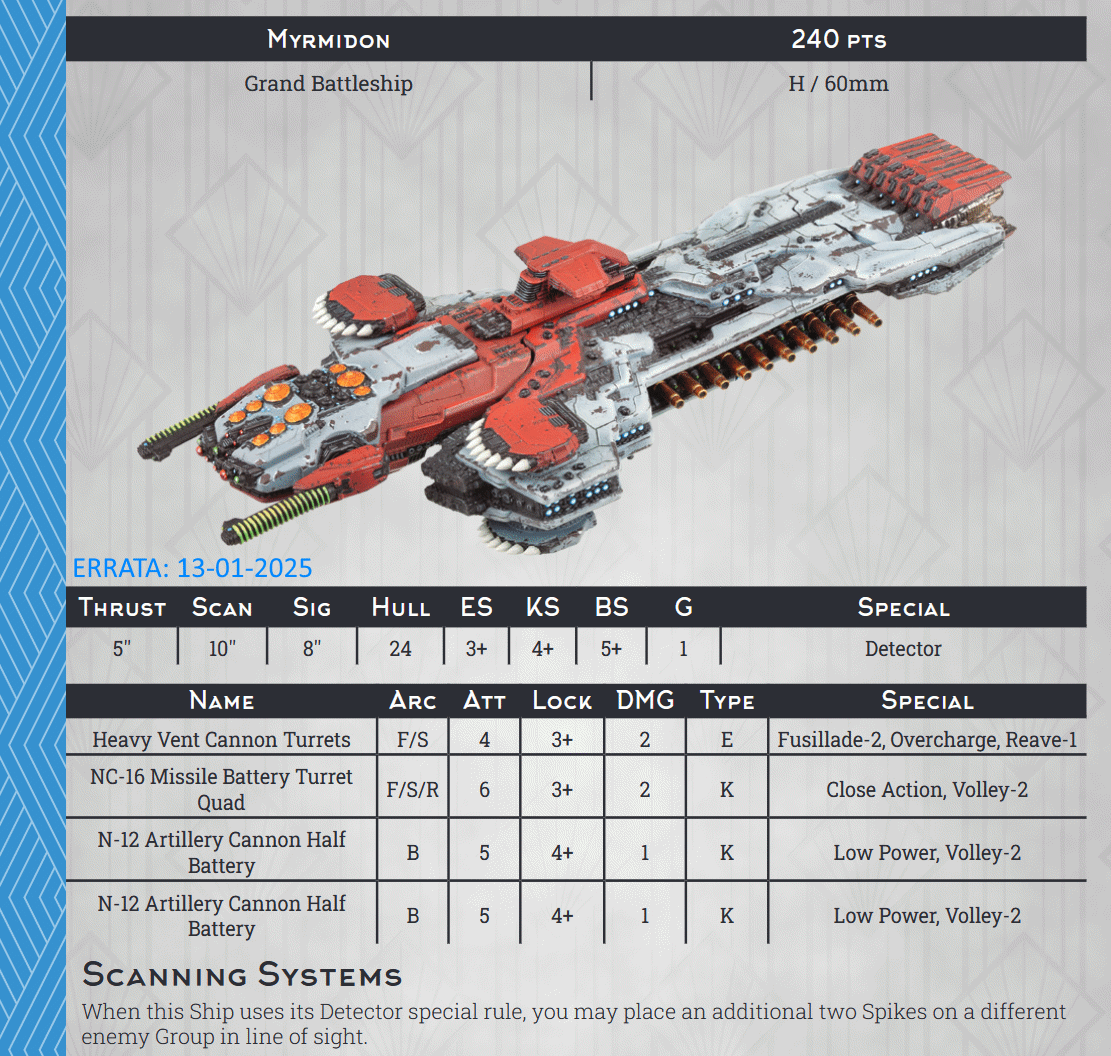 Myrmidon 240 pts
Grand Battleship H / 60mm
ERRATA: 13-01-2025
Thrust Scan Sig Hull ES KS BS G Special
5" 10" 8" 24 3+ 4+ 5+ 1 Detector
Name Arc Att Lock DMG Type Special
Heavy Vent Cannon Turrets F/S 4 3+ 2 E Fusillade-2, Overcharge, Reave-1
NC-16 Missile Battery Turret
Quad F/S/R 6 3+ 2 K Close Action, Volley-2
N-12 Artillery Cannon Half
Battery B 5 4+ 1 K Low Power, Volley-2
N-12 Artillery Cannon Half
Battery B 5 4+ 1 K Low Power, Volley-2
Scanning Systems
When this Ship uses its Detector special rule, you may place an additional two Spikes on a different
enemy Group in line of sight.